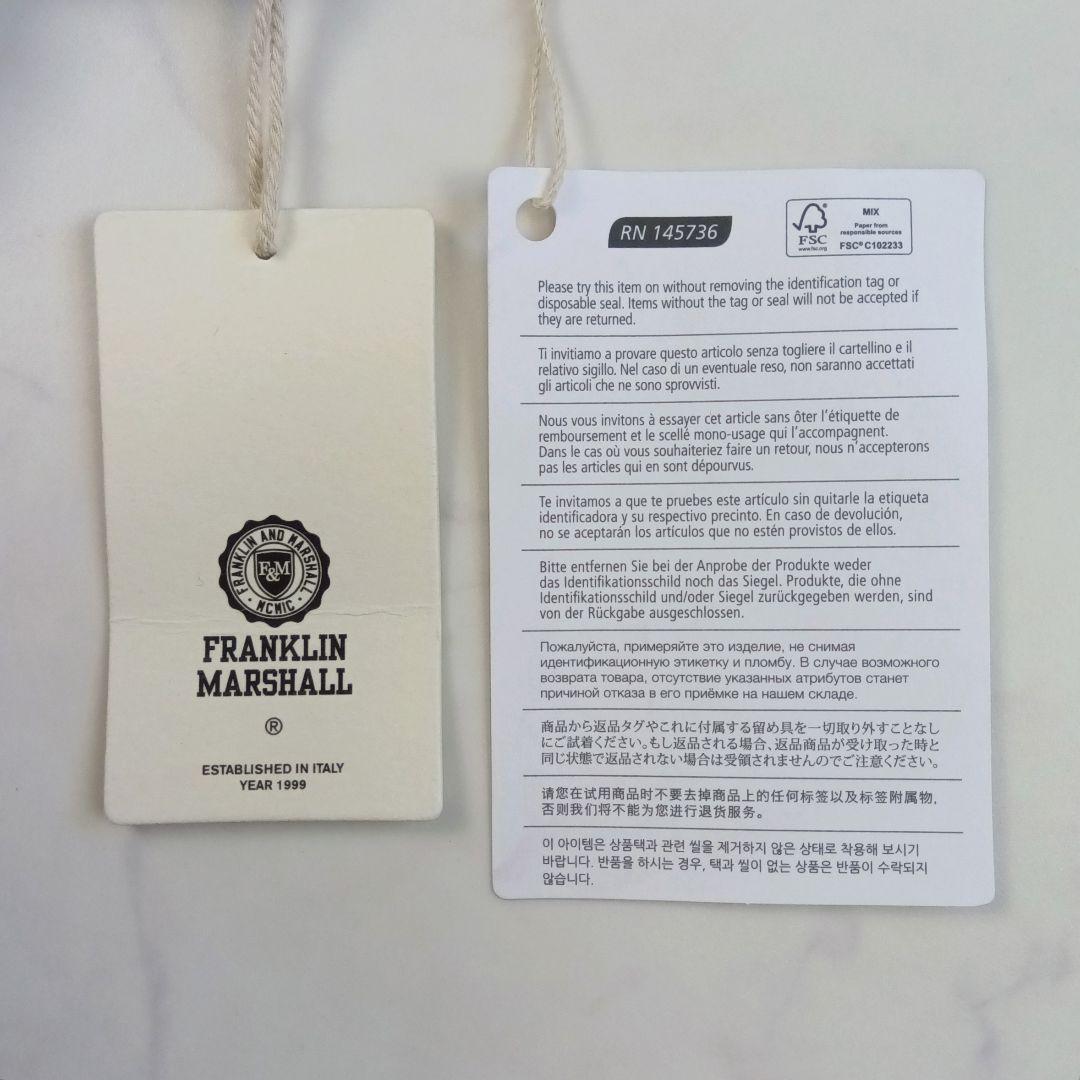 FRANKLIN AND MARSHALL
F&M
· MCMIC ·
FRANKLIN
MARSHALL
®
ESTABLISHED IN ITALY
YEAR 1999
RN 145736
FSC
www.fsc.org
MIX
Paper from
responsible sources
FSC® C102233
Please try this item on without removing the identification tag or
disposable seal. Items without the tag or seal will not be accepted if
they are returned.
Ti invitiamo a provare questo articolo senza togliere il cartellino e il
relativo sigillo. Nel caso di un eventuale reso, non saranno accettati
gli articoli che ne sono sprovvisti.
Nous vous invitons à essayer cet article sans ôter l'étiquette de
remboursement et le scellé mono-usage qui l'accompagnent.
Dans le cas où vous souhaiteriez faire un retour, nous n'accepterons
pas les articles qui en sont dépourvus.
Te invitamos a que te pruebes este artículo sin quitarle la etiqueta
identificadora y su respectivo precinto. En caso de devolución,
no se aceptarán los artículos que no estén provistos de ellos.
Bitte entfernen Sie bei der Anprobe der Produkte weder
das Identifikationsschild noch das Siegel. Produkte, die ohne
Identifikationsschild und/oder Siegel zurückgegeben werden, sind
von der Rückgabe ausgeschlossen.
Пожалуйста, примеряйте это изделие, не снимая
идентификационную этикетку и пломбу. В случае возможного
возврата товара, отсутствие указанных атрибутов станет
причиной отказа в его приёмке на нашем складе.
商品から返品タグやこれに付属する留め具を一切取り外すことなし
にご試着ください。もし返品される場合、返品商品が受け取った時と
同じ状態で返品されない場合は受領されませんのでご注意ください。
请您在试用商品时不要去掉商品上的任何标签以及标签附属物,
否则我们将不能为您进行退货服务。
이 아이템은 상품택과 관련 씰을 제거하지 않은 상태로 착용해 보시기
바랍니다. 반품을 하시는 경우, 택과 씰이 없는 상품은 반품이 수락되지
않습니다.